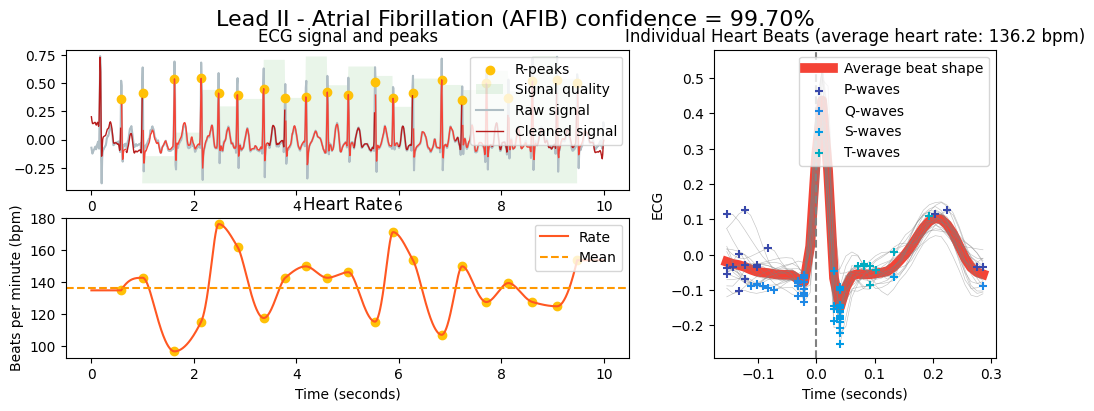 Lead II - Atrial Fibrillation (AFIB) confidence = 99.70%
ECG signal and peaks
0.75
0.50
0.25
0.00
−0.25
0 2 4 6 8 10
R-peaks
Signal quality
Raw signal
Cleaned signal
Heart Rate
Beats per minute (bpm)
180
160
140
120
100
0 2 4 6 8 10
Time (seconds)
Rate
Mean
Individual Heart Beats (average heart rate: 136.2 bpm)
ECG
0.5
0.4
0.3
0.2
0.1
0.0
−0.1
−0.2
−0.1 0.0 0.1 0.2 0.3
Time (seconds)
Average beat shape
P-waves
Q-waves
S-waves
T-waves